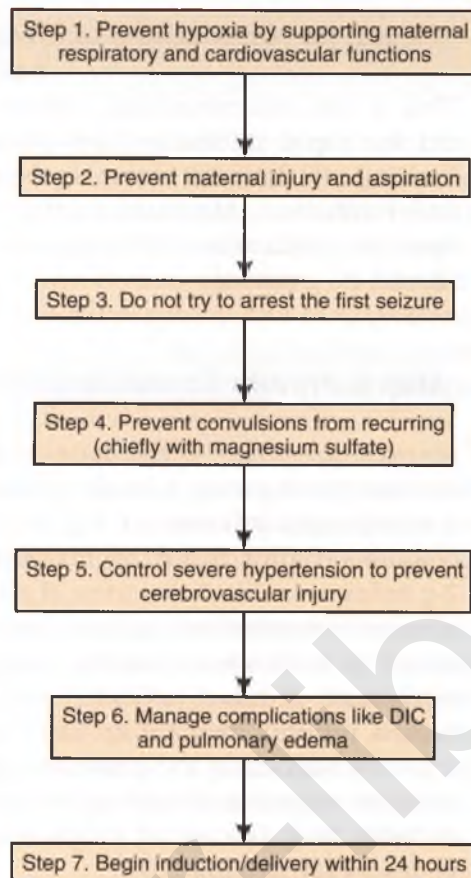 Step 1. Prevent hypoxia by supporting maternal
respiratory and cardiovascular functions
Step 2. Prevent maternal injury and aspiration
Step 3. Do not try to arrest the first seizure
Step 4. Prevent convulsions from recurring
(chiefly with magnesium sulfate)
Step 5. Control severe hypertension to prevent
cerebrovascular injury
Step 6. Manage complications like DIC
and pulmonary edema
Step 7. Begin induction/delivery within 24 hours